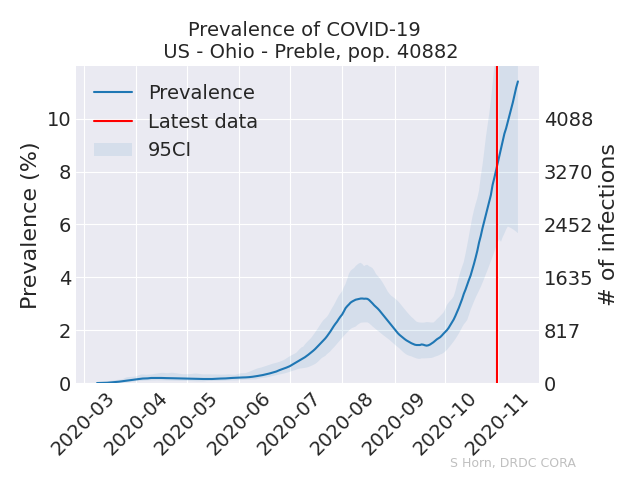 Prevalence of COVID-19
US - Ohio - Preble, pop. 40882
Prevalence
Latest data
95CI
Prevalence (%)
10
8
6
4
2
0
4088
3270
2452
1635
817
0
# of infections
2020-03
2020-04
2020-05
2020-06
2020-07
2020-08
2020-09
2020-10
2020-11
S Horn, DRDC CORA